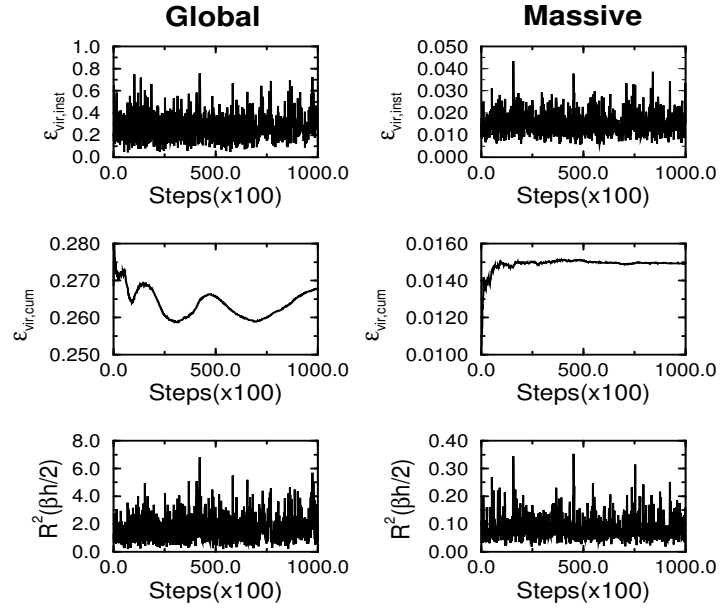 Global
Massive
1.0
0.8
0.6
0.4
0.2
0.0
ε_vir,inst
0.0 500.0 1000.0
Steps(x100)
0.050
0.040
0.030
0.020
0.010
0.000
ε_vir,inst
0.0 500.0 1000.0
Steps(x100)
0.280
0.270
0.260
0.250
ε_vir,cum
0.0 500.0 1000.0
Steps(x100)
0.0160
0.0140
0.0120
0.0100
ε_vir,cum
0.0 500.0 1000.0
Steps(x100)
8.0
6.0
4.0
2.0
0.0
R²(βh/2)
0.0 500.0 1000.0
Steps(x100)
0.40
0.30
0.20
0.10
0.00
R²(βh/2)
0.0 500.0 1000.0
Steps(x100)